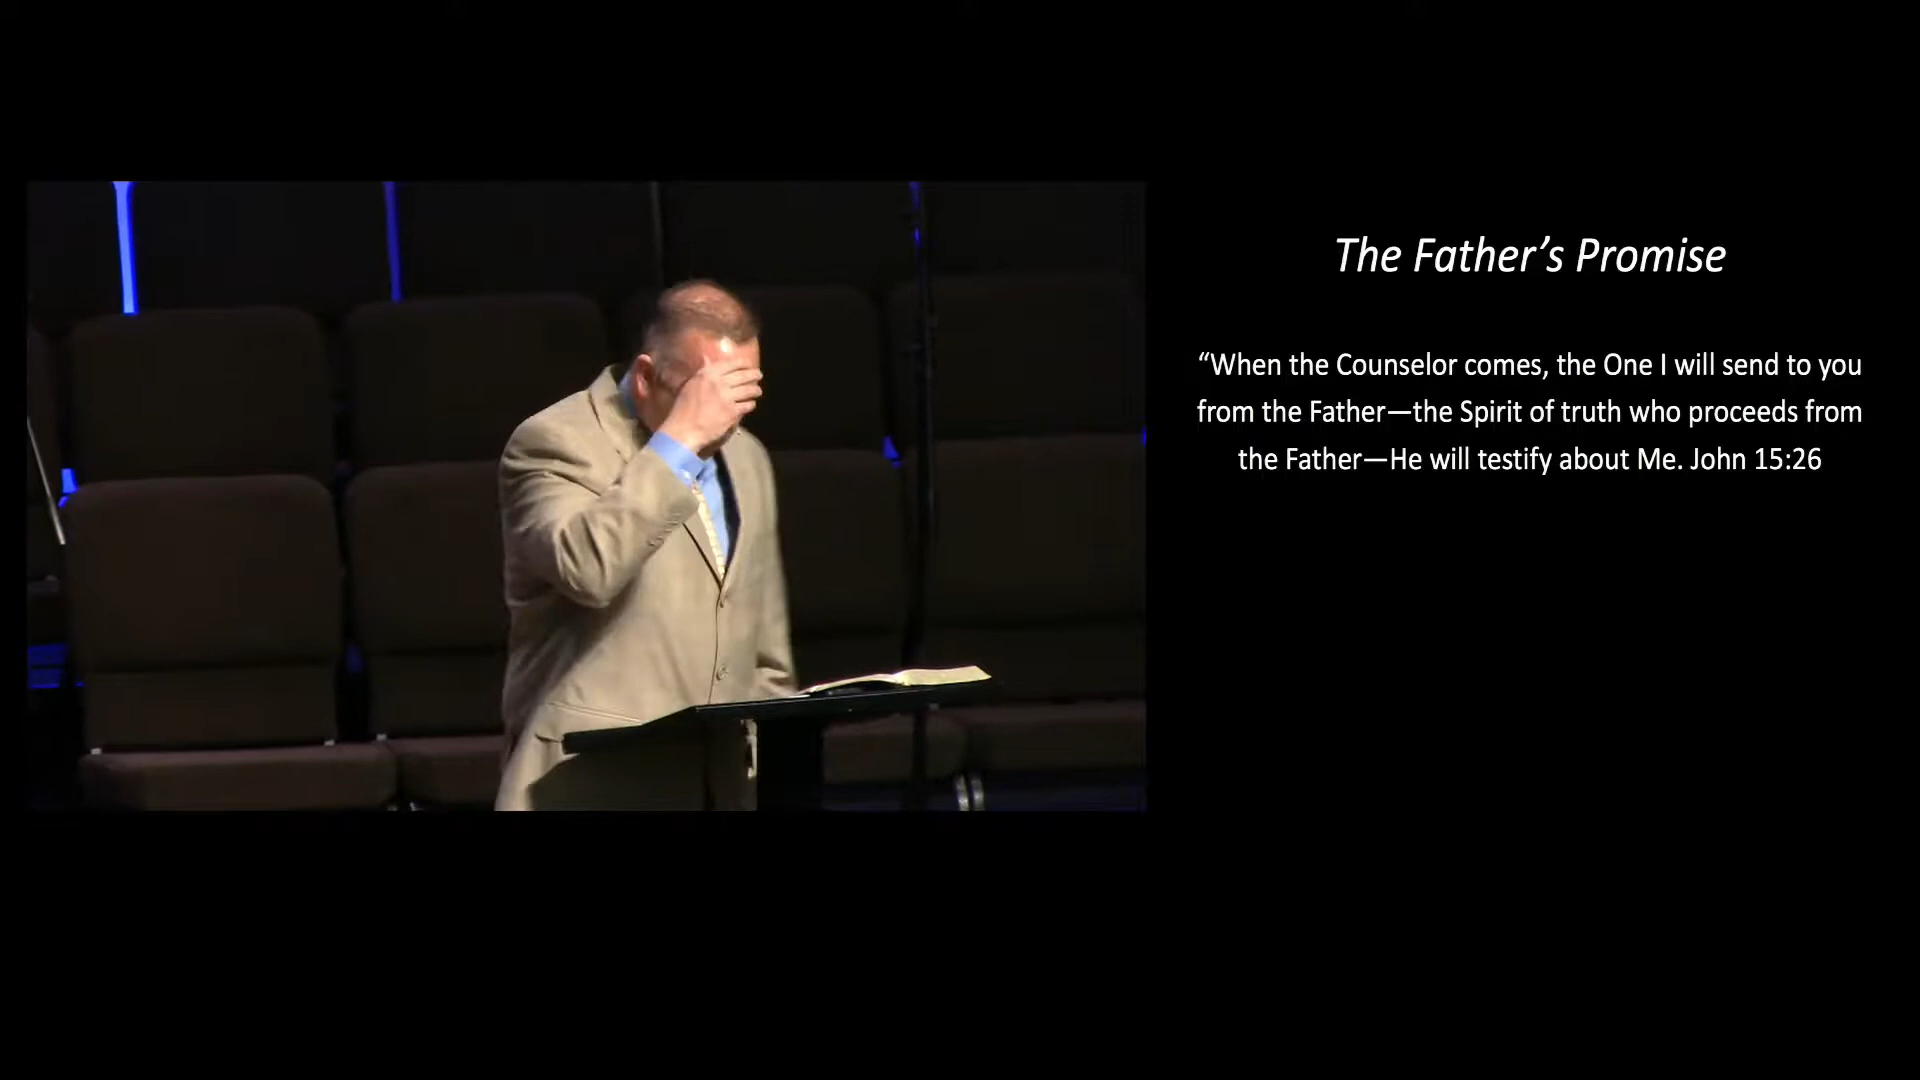 The Father’s Promise
“When the Counselor comes, the One I will send to you
from the Father—the Spirit of truth who proceeds from
the Father—He will testify about Me. John 15:26